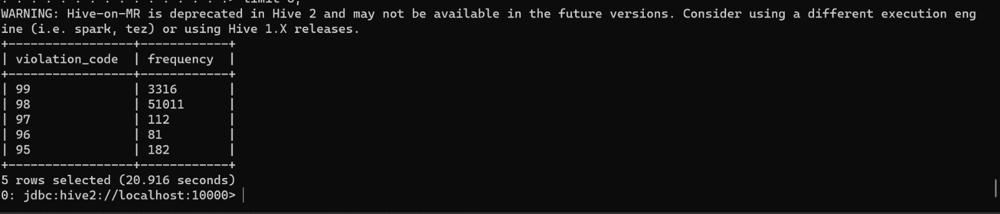 . . . . . . . . . . . . . . . .> limit
WARNING: Hive-on-MR is deprecated in Hive 2 and may not be available in the future versions. Consider using a different execution eng
ine (i.e. spark, tez) or using Hive 1.X releases.
+-----------------+------------+
| violation_code  | frequency  |
+-----------------+------------+
| 99              | 3316       |
| 98              | 51011      |
| 97              | 112        |
| 96              | 81         |
| 95              | 182        |
+-----------------+------------+
5 rows selected (20.916 seconds)
0: jdbc:hive2://localhost:10000>